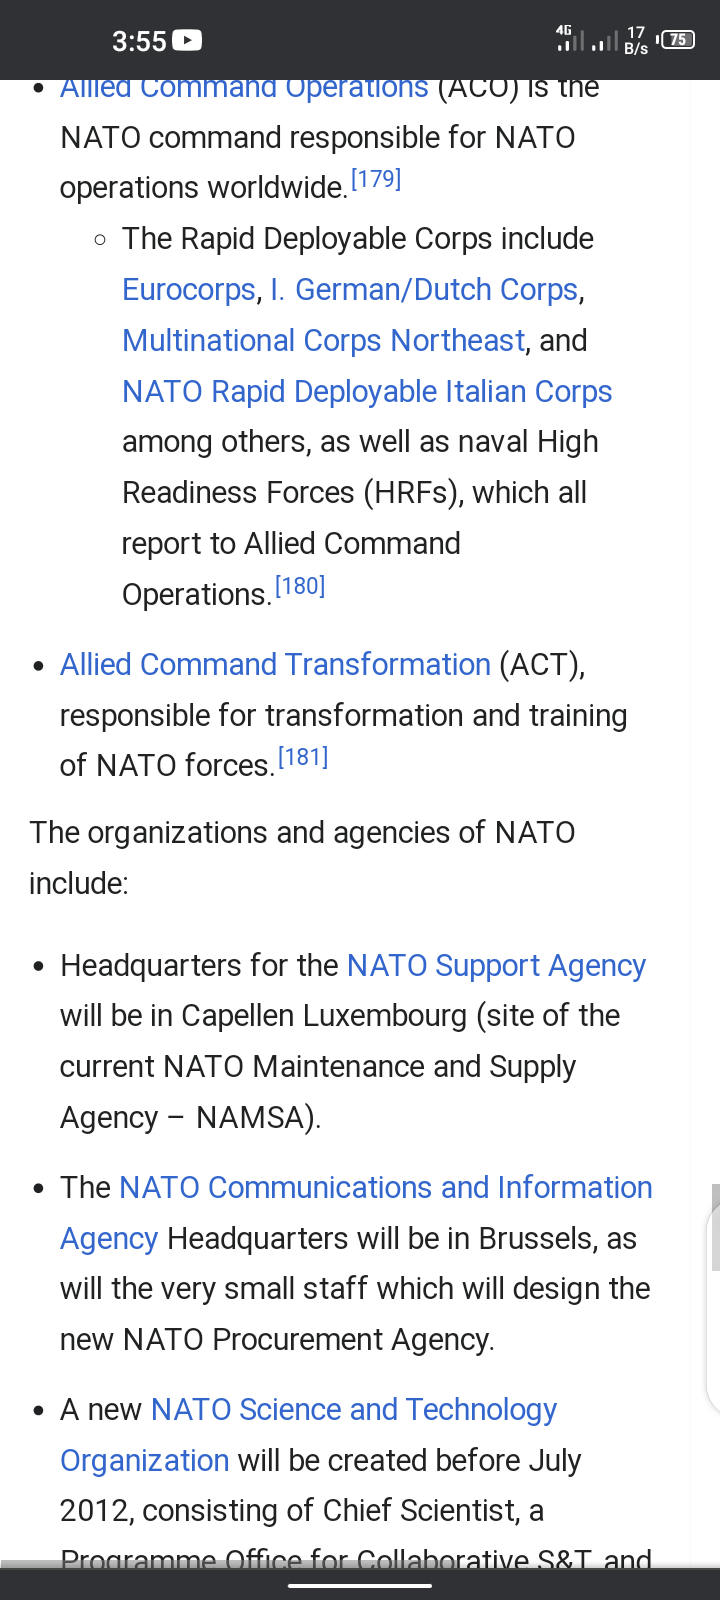 3:55
4G
17
B/s
75
Allied Command Operations (ACO) is the
NATO command responsible for NATO
operations worldwide.[179]
The Rapid Deployable Corps include
Eurocorps, I. German/Dutch Corps,
Multinational Corps Northeast, and
NATO Rapid Deployable Italian Corps
among others, as well as naval High
Readiness Forces (HRFs), which all
report to Allied Command
Operations.[180]
Allied Command Transformation (ACT),
responsible for transformation and training
of NATO forces.[181]
The organizations and agencies of NATO
include:
Headquarters for the NATO Support Agency
will be in Capellen Luxembourg (site of the
current NATO Maintenance and Supply
Agency – NAMSA).
The NATO Communications and Information
Agency Headquarters will be in Brussels, as
will the very small staff which will design the
new NATO Procurement Agency.
A new NATO Science and Technology
Organization will be created before July
2012, consisting of Chief Scientist, a
Programme Office for Collaborative S&T, and